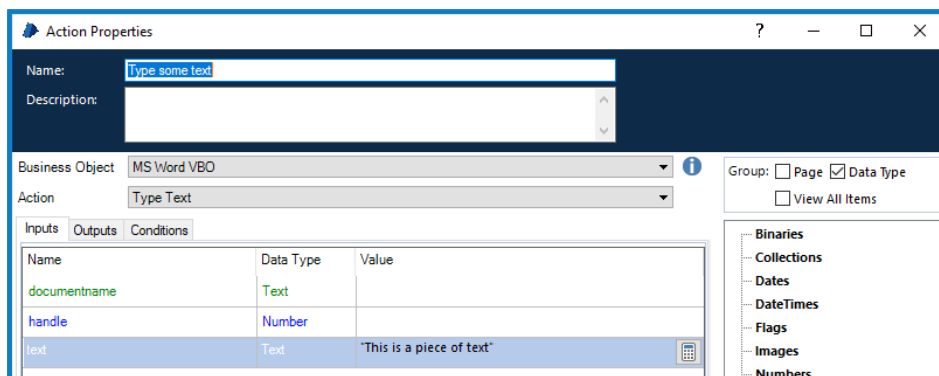 Action Properties
?
Name: Type some text
Description:
Business Object MS Word VBO
i
Action Type Text
Group: Page Data Type
View All Items
Inputs Outputs Conditions
Name Data Type Value
documentname Text
handle Number
text Text "This is a piece of text"
Binaries
Collections
Dates
DateTimes
Flags
Images
Numbers